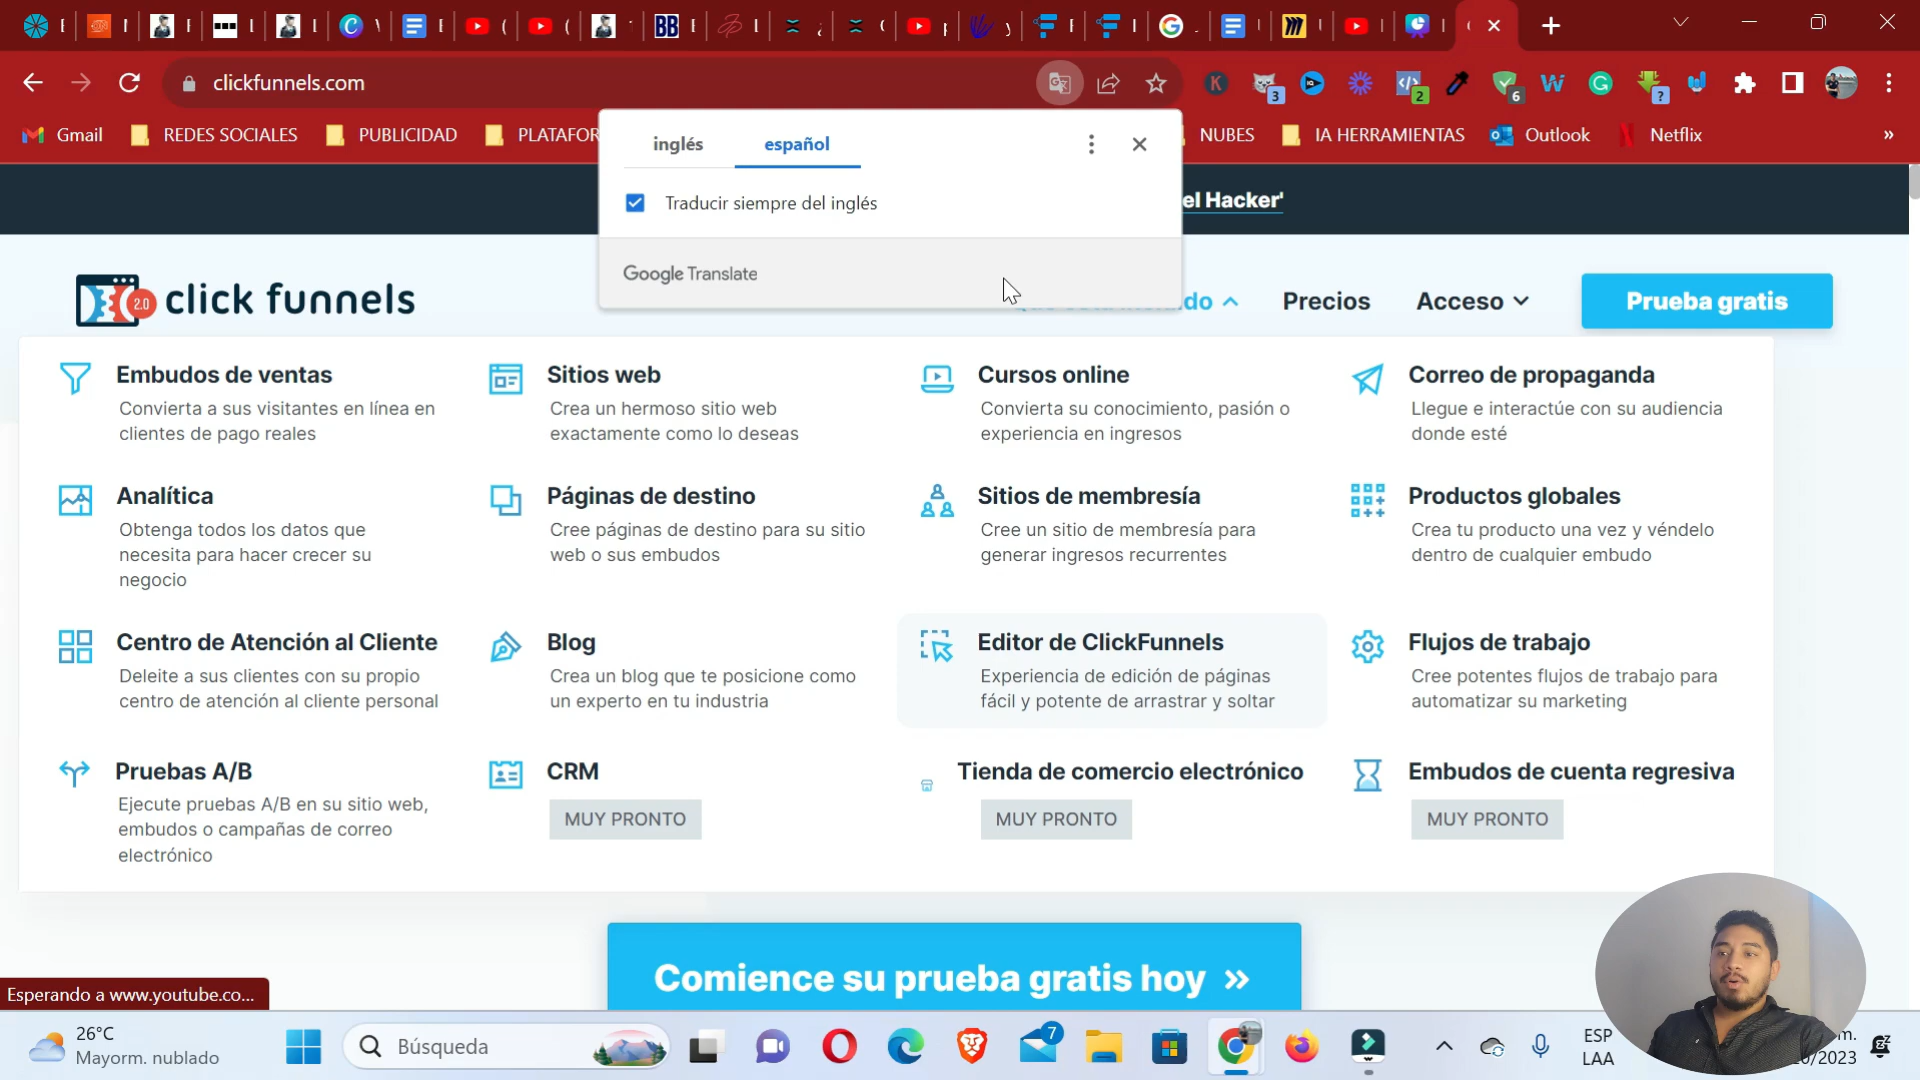 clickfunnels.com
3
2
6
?
Gmail
REDES SOCIALES
PUBLICIDAD
PLATAFOR
NUBES
IA HERRAMIENTAS
Outlook
Netflix
»
inglés
español
Traducir siempre del inglés
Google Translate
el Hacker'
2.0
click funnels
Precios
Acceso
Prueba gratis
Embudos de ventas
Convierta a sus visitantes en línea en
clientes de pago reales
Sitios web
Crea un hermoso sitio web
exactamente como lo deseas
Cursos online
Convierta su conocimiento, pasión o
experiencia en ingresos
Correo de propaganda
Llegue e interactúe con su audiencia
donde esté
Analítica
Obtenga todos los datos que
necesita para hacer crecer su
negocio
Páginas de destino
Cree páginas de destino para su sitio
web o sus embudos
Sitios de membresía
Cree un sitio de membresía para
generar ingresos recurrentes
Productos globales
Crea tu producto una vez y véndelo
dentro de cualquier embudo
Centro de Atención al Cliente
Deleite a sus clientes con su propio
centro de atención al cliente personal
Blog
Crea un blog que te posicione como
un experto en tu industria
Editor de ClickFunnels
Experiencia de edición de páginas
fácil y potente de arrastrar y soltar
Flujos de trabajo
Cree potentes flujos de trabajo para
automatizar su marketing
Pruebas A/B
Ejecute pruebas A/B en su sitio web,
embudos o campañas de correo
electrónico
CRM
MUY PRONTO
Tienda de comercio electrónico
MUY PRONTO
Embudos de cuenta regresiva
MUY PRONTO
Comience su prueba gratis hoy »
Esperando a www.youtube.co...
26°C
Mayorm. nublado
Búsqueda
7
ESP
LAA
m.
/2023